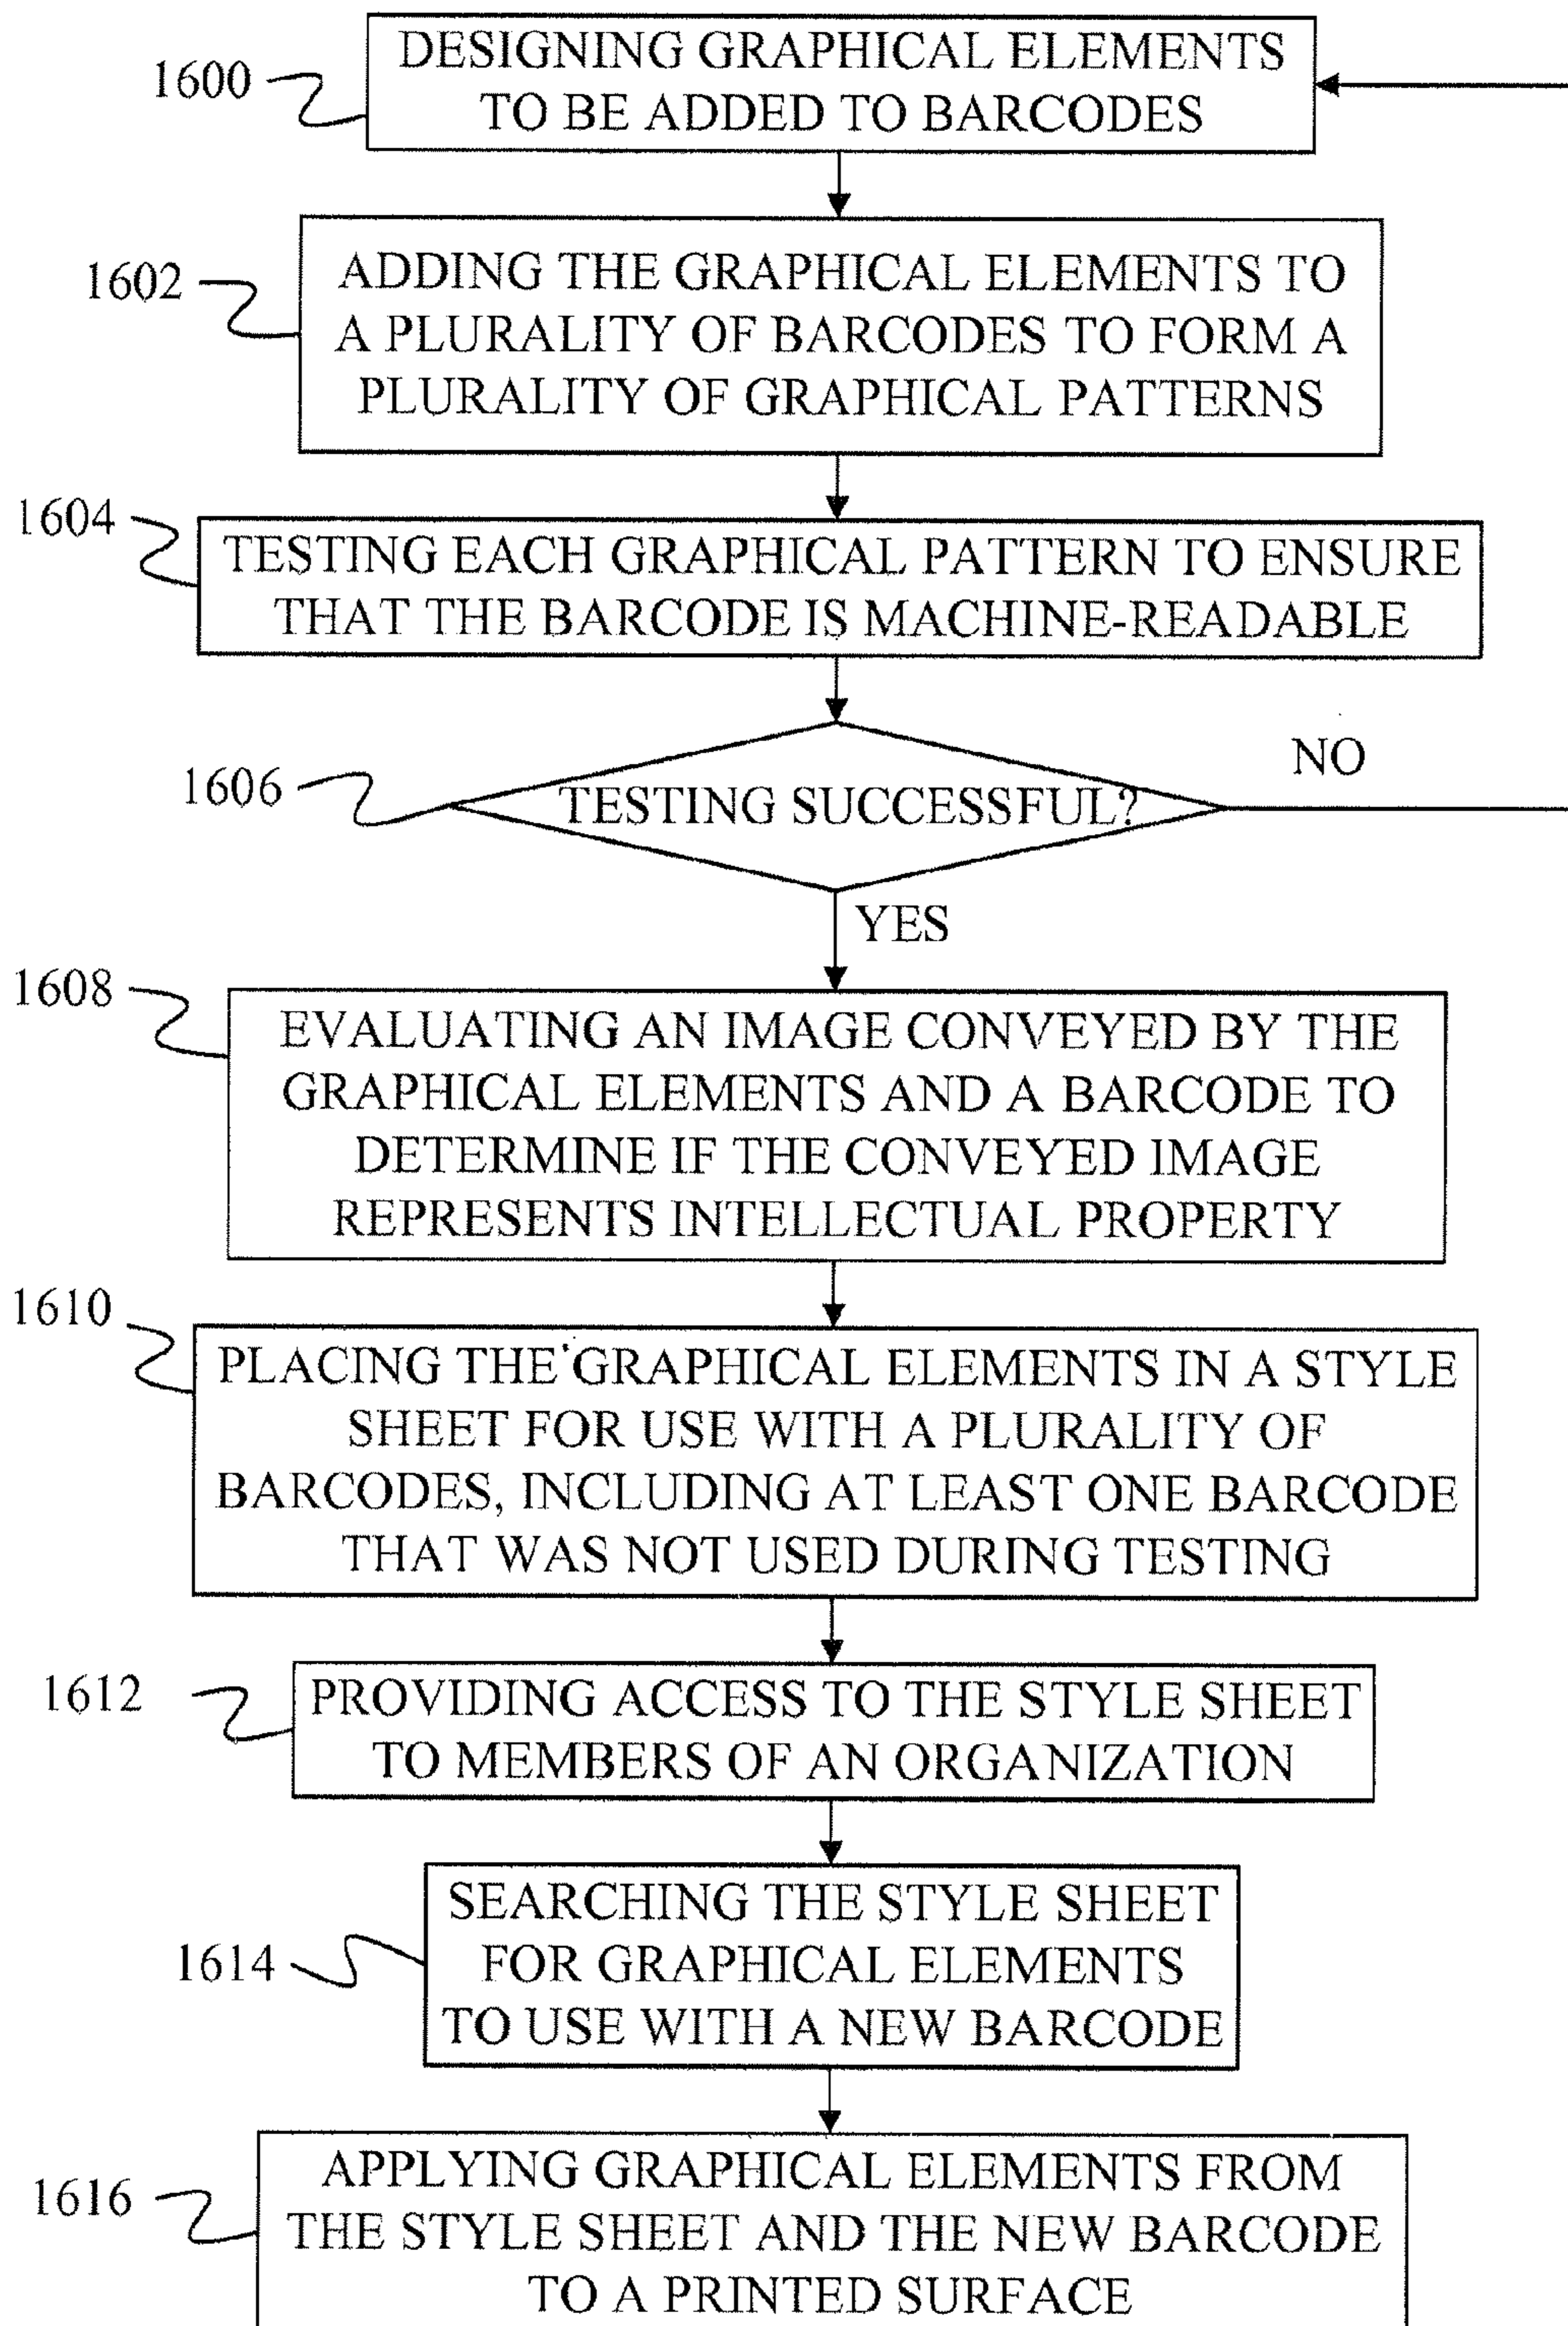 1600
DESIGNING GRAPHICAL ELEMENTS
TO BE ADDED TO BARCODES
1602
ADDING THE GRAPHICAL ELEMENTS TO
A PLURALITY OF BARCODES TO FORM A
PLURALITY OF GRAPHICAL PATTERNS
1604
TESTING EACH GRAPHICAL PATTERN TO ENSURE
THAT THE BARCODE IS MACHINE-READABLE
1606
TESTING SUCCESSFUL?
NO
YES
1608
EVALUATING AN IMAGE CONVEYED BY THE
GRAPHICAL ELEMENTS AND A BARCODE TO
DETERMINE IF THE CONVEYED IMAGE
REPRESENTS INTELLECTUAL PROPERTY
1610
PLACING THE GRAPHICAL ELEMENTS IN A STYLE
SHEET FOR USE WITH A PLURALITY OF
BARCODES, INCLUDING AT LEAST ONE BARCODE
THAT WAS NOT USED DURING TESTING
1612
PROVIDING ACCESS TO THE STYLE SHEET
TO MEMBERS OF AN ORGANIZATION
1614
SEARCHING THE STYLE SHEET
FOR GRAPHICAL ELEMENTS
TO USE WITH A NEW BARCODE
1616
APPLYING GRAPHICAL ELEMENTS FROM
THE STYLE SHEET AND THE NEW BARCODE
TO A PRINTED SURFACE